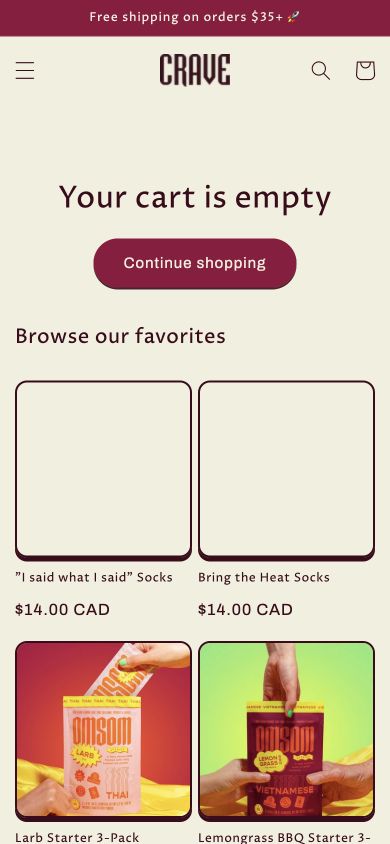 Free shipping on orders $35+ 🚀
CRAVE
Your cart is empty
Continue shopping
Browse our favorites
"I said what I said" Socks
$14.00 CAD
Bring the Heat Socks
$14.00 CAD
OMSOM
LARB
THAI
Larb Starter 3-Pack
OMSOM
LEMON
GRASS
VIETNAMESE
Lemongrass BBQ Starter 3-